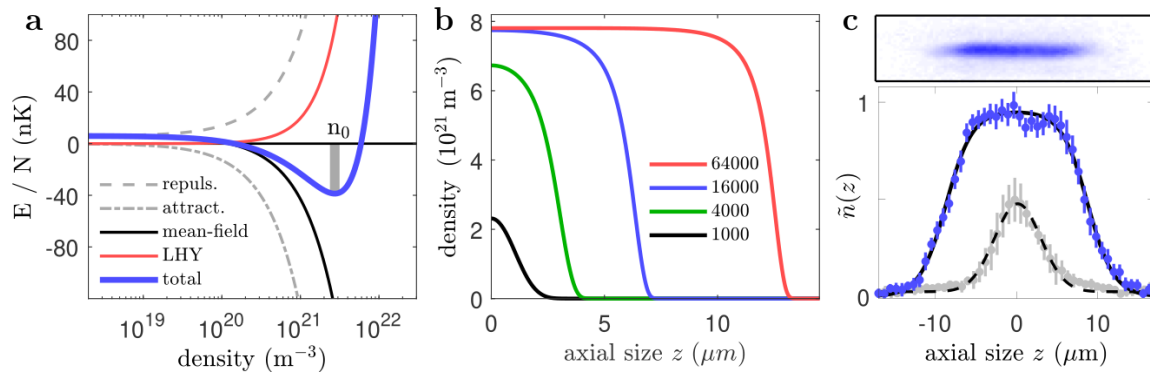 a
E / N (nK)
80
40
0
-40
-80
n0
repuls.
attract.
mean-field
LHY
total
10^19
10^20
10^21
10^22
density (m^-3)
b
density (10^21 m^-3)
8
6
4
2
0
64000
16000
4000
1000
0
5
10
axial size z (μm)
c
ñ(z)
1
0
-10
0
10
axial size z (μm)